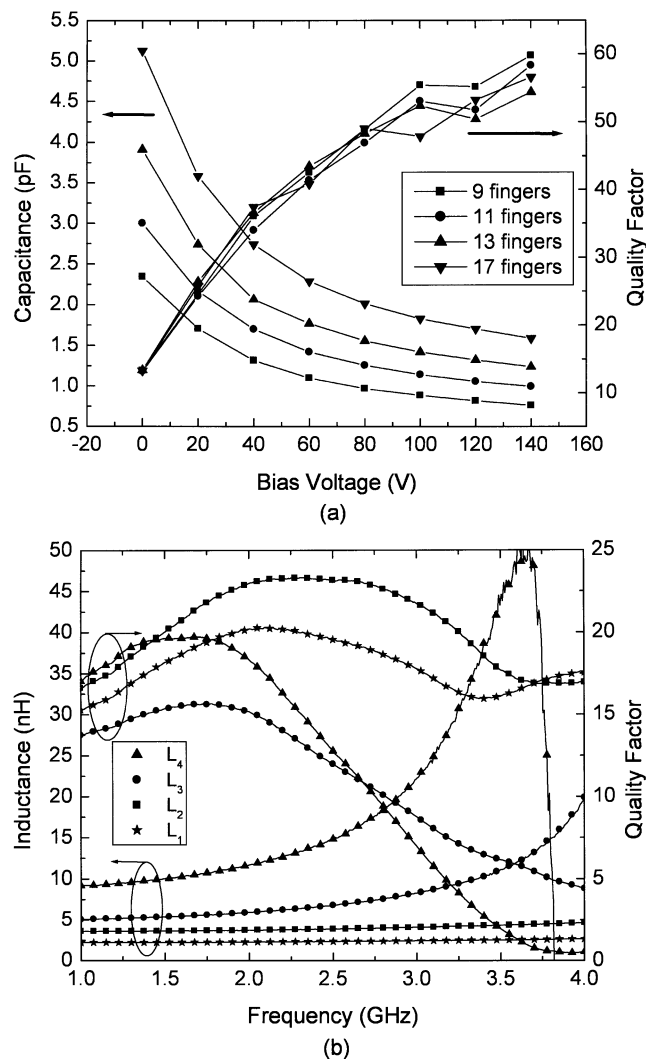 5.5
5.0
4.5
4.0
3.5
3.0
2.5
2.0
1.5
1.0
0.5
Capacitance (pF)
60
50
40
30
20
10
Quality Factor
9 fingers
11 fingers
13 fingers
17 fingers
-20 0 20 40 60 80 100 120 140 160
Bias Voltage (V)
(a)
50
45
40
35
30
25
20
15
10
5
0
Inductance (nH)
25
20
15
10
5
0
Quality Factor
L4
L3
L2
L1
1.0 1.5 2.0 2.5 3.0 3.5 4.0
Frequency (GHz)
(b)